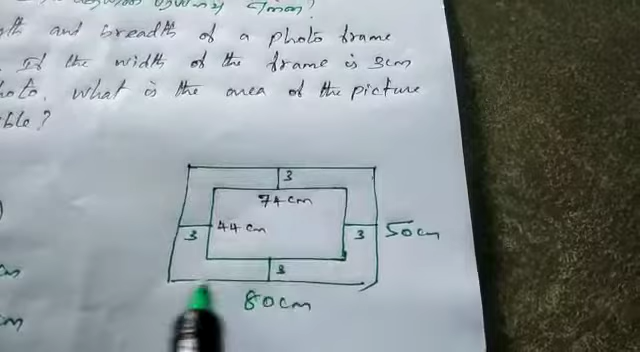 and breadth of a photo frame
If the width of the frame is 3cm
What is the area of the picture
3
74 cm
44 cm
3
3
50cm
3
80cm